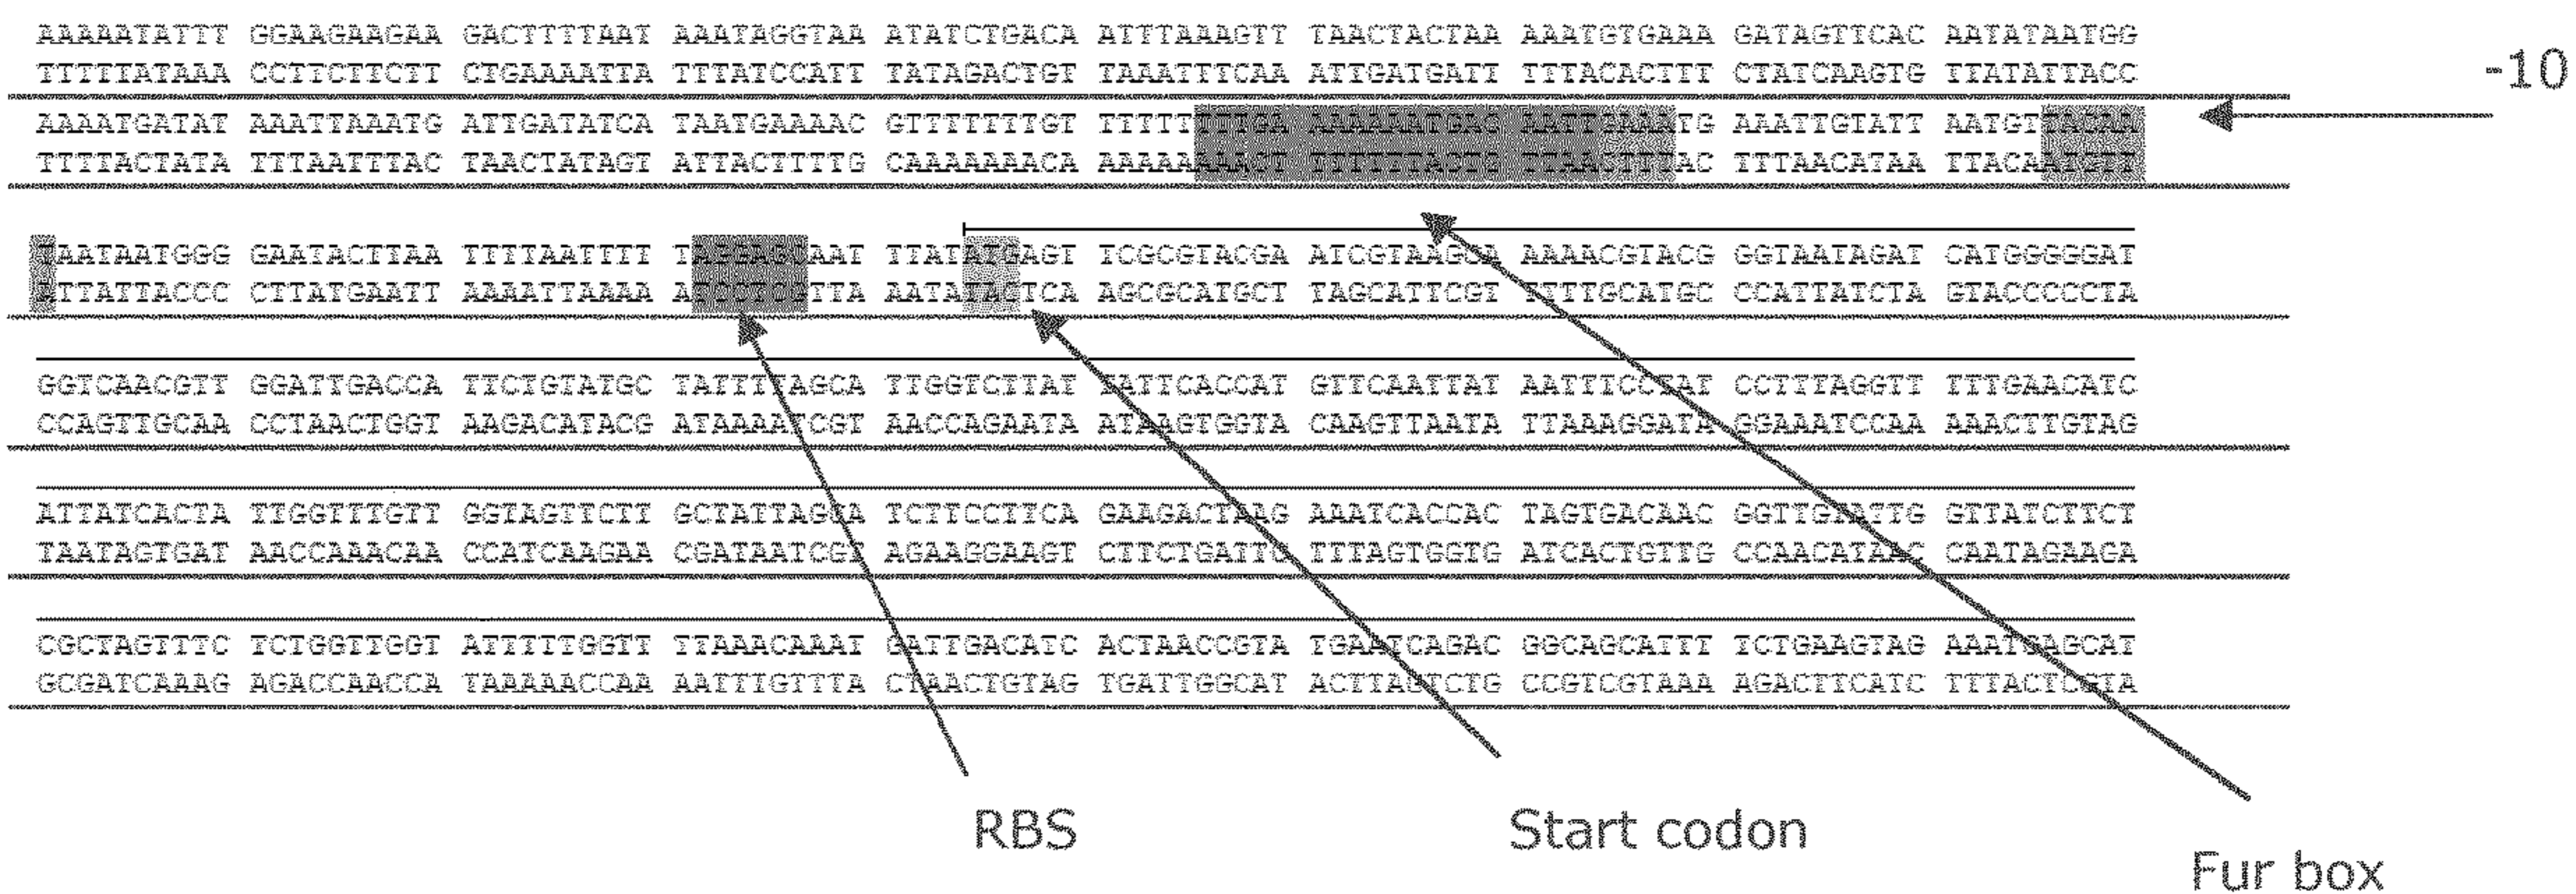 AAAAATATTT GGAAGAAGAA GACTTTTAAT AAATAGGTAA ATATCTGACA ATTTAAAGTT TAACTACTAA AAATGTGAAA GATAGTTCAC AATATAATGG
TTTTTATAAA CCTTCTTCTT CTGAAAATTA TTTATCCATT TATAGACTGT TAAATTTCAA ATTGATGATT TTTACACTTT CTATCAAGTG TTATATTACC
-10
AAAATGATAT AAATTAAATG ATTGATATCA TAATGAAAAC GTTTTTTTGT TTTTTTTTGA AAAAAATGAC AATTGAAATG AAATTGTATT AATGTTACAA
TTTTACTATA TTTAATTTAC TAACTATAGT ATTACTTTTG CAAAAAAACA AAAAAAAACT TTTTTTACTG TTAACTTTAC TTTAACATAA TTACAATGTT
TAATAATGGG GAATACTTAA TTTTAATTTT TAGGAGCAAT TTATATGAGT TCGCGTACGA ATCGTAAGCA AAAACGTACG GGTAATAGAT CATGGGGGAT
ATTATTACCC CTTATGAATT AAAATTAAAA ATCCTCGTTA AATATACTCA AGCGCATGCT TAGCATTCGT TTTTGCATGC CCATTATCTA GTACCCCCTA
GGTCAACGTT GGATTGACCA TTCTGTATGC TATTTTAGCA TTGGTCTTAT TATTCACCAT GTTCAATTAT AATTTCCTAT CCTTTAGGTT TTTGAACATC
CCAGTTGCAA CCTAACTGGT AAGACATACG ATAAAATCGT AACCAGAATA ATAAGTGGTA CAAGTTAATA TTAAAGGATA GGAAATCCAA AAACTTGTAG
ATTATCACTA TTGGTTTGTT GGTAGTTCTT GCTATTAGCA TCTTCCTTCA GAAGACTAAG AAATCACCAC TAGTGACAAC GGTTGTATTG GTTATCTTCT
TAATAGTGAT AACCAAACAA CCATCAAGAA CGATAATCGT AGAAGGAAGT CTTCTGATTC TTTAGTGGTG ATCACTGTTG CCAACATAAC CAATAGAAGA
CGCTAGTTTC TCTGGTTGGT ATTTTTGGTT TTAAACAAAT GATTGACATC ACTAACCGTA TGAATCAGAC GGCAGCATTT TCTGAAGTAG AAATGAGCAT
GCGATCAAAG AGACCAACCA TAAAAACCAA AATTTGTTTA CTAACTGTAG TGATTGGCAT ACTTAGTCTG CCGTCGTAAA AGACTTCATC TTTACTCGTA
RBS
Start codon
Fur box